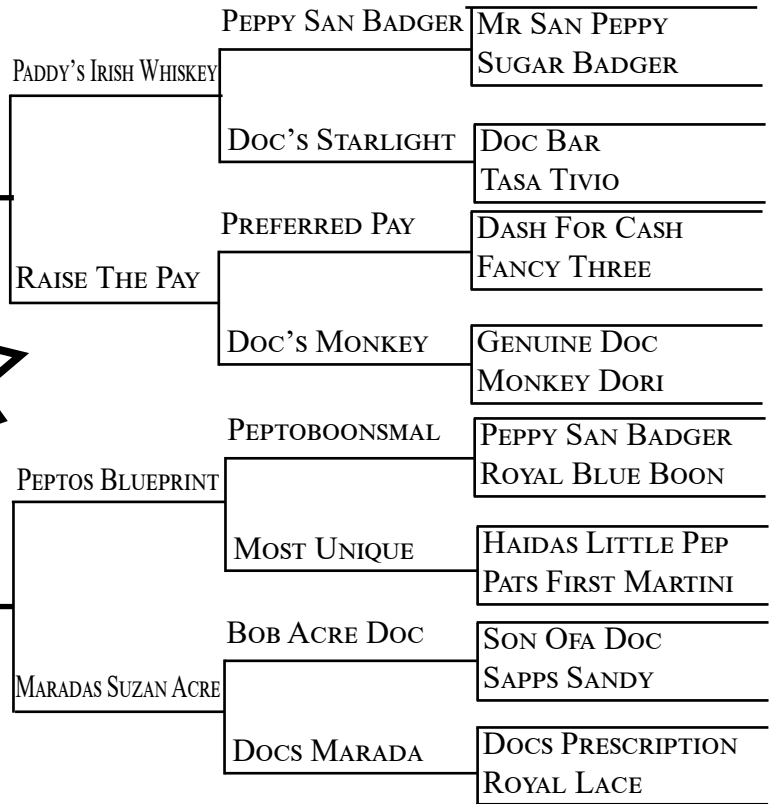 Peppy San Badger
Mr San Peppy
Sugar Badger
Paddy's Irish Whiskey
Doc's Starlight
Doc Bar
Tasa Tivio
Preferred Pay
Dash For Cash
Fancy Three
Raise The Pay
Doc's Monkey
Genuine Doc
Monkey Dori
Peptoboonsmal
Peppy San Badger
Royal Blue Boon
Peptos Blueprint
Most Unique
Haidas Little Pep
Pats First Martini
Bob Acre Doc
Son Ofa Doc
Sapps Sandy
Maradas Suzan Acre
Docs Marada
Docs Prescription
Royal Lace